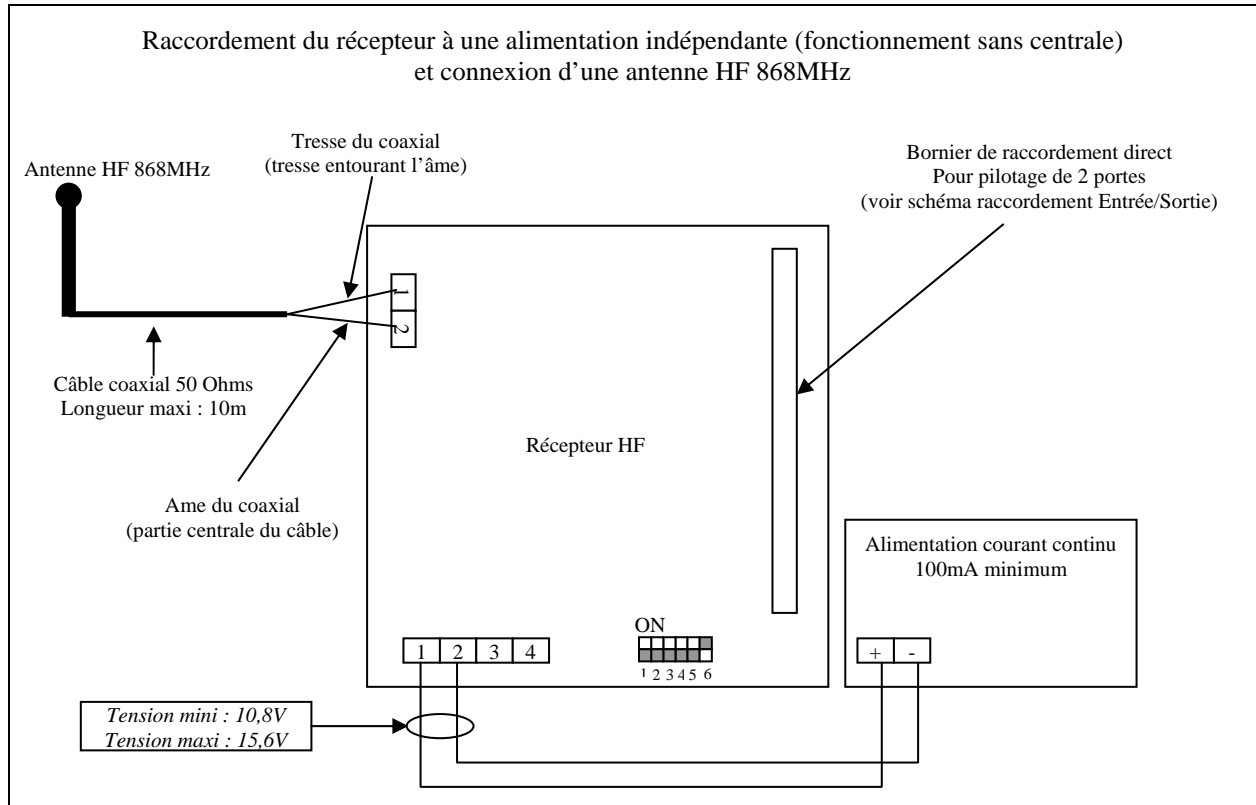 Raccordement du récepteur à une alimentation indépendante (fonctionnement sans centrale)
et connexion d'une antenne HF 868MHz
Tresse du coaxial
(tresse entourant l'âme)
Antenne HF 868MHz
Bornier de raccordement direct
Pour pilotage de 2 portes
(voir schéma raccordement Entrée/Sortie)
1
2
Câble coaxial 50 Ohms
Longueur maxi : 10m
Récepteur HF
Ame du coaxial
(partie centrale du câble)
Alimentation courant continu
100mA minimum
ON
1 2 3 4
1 2 3 4 5 6
+ -
Tension mini : 10,8V
Tension maxi : 15,6V